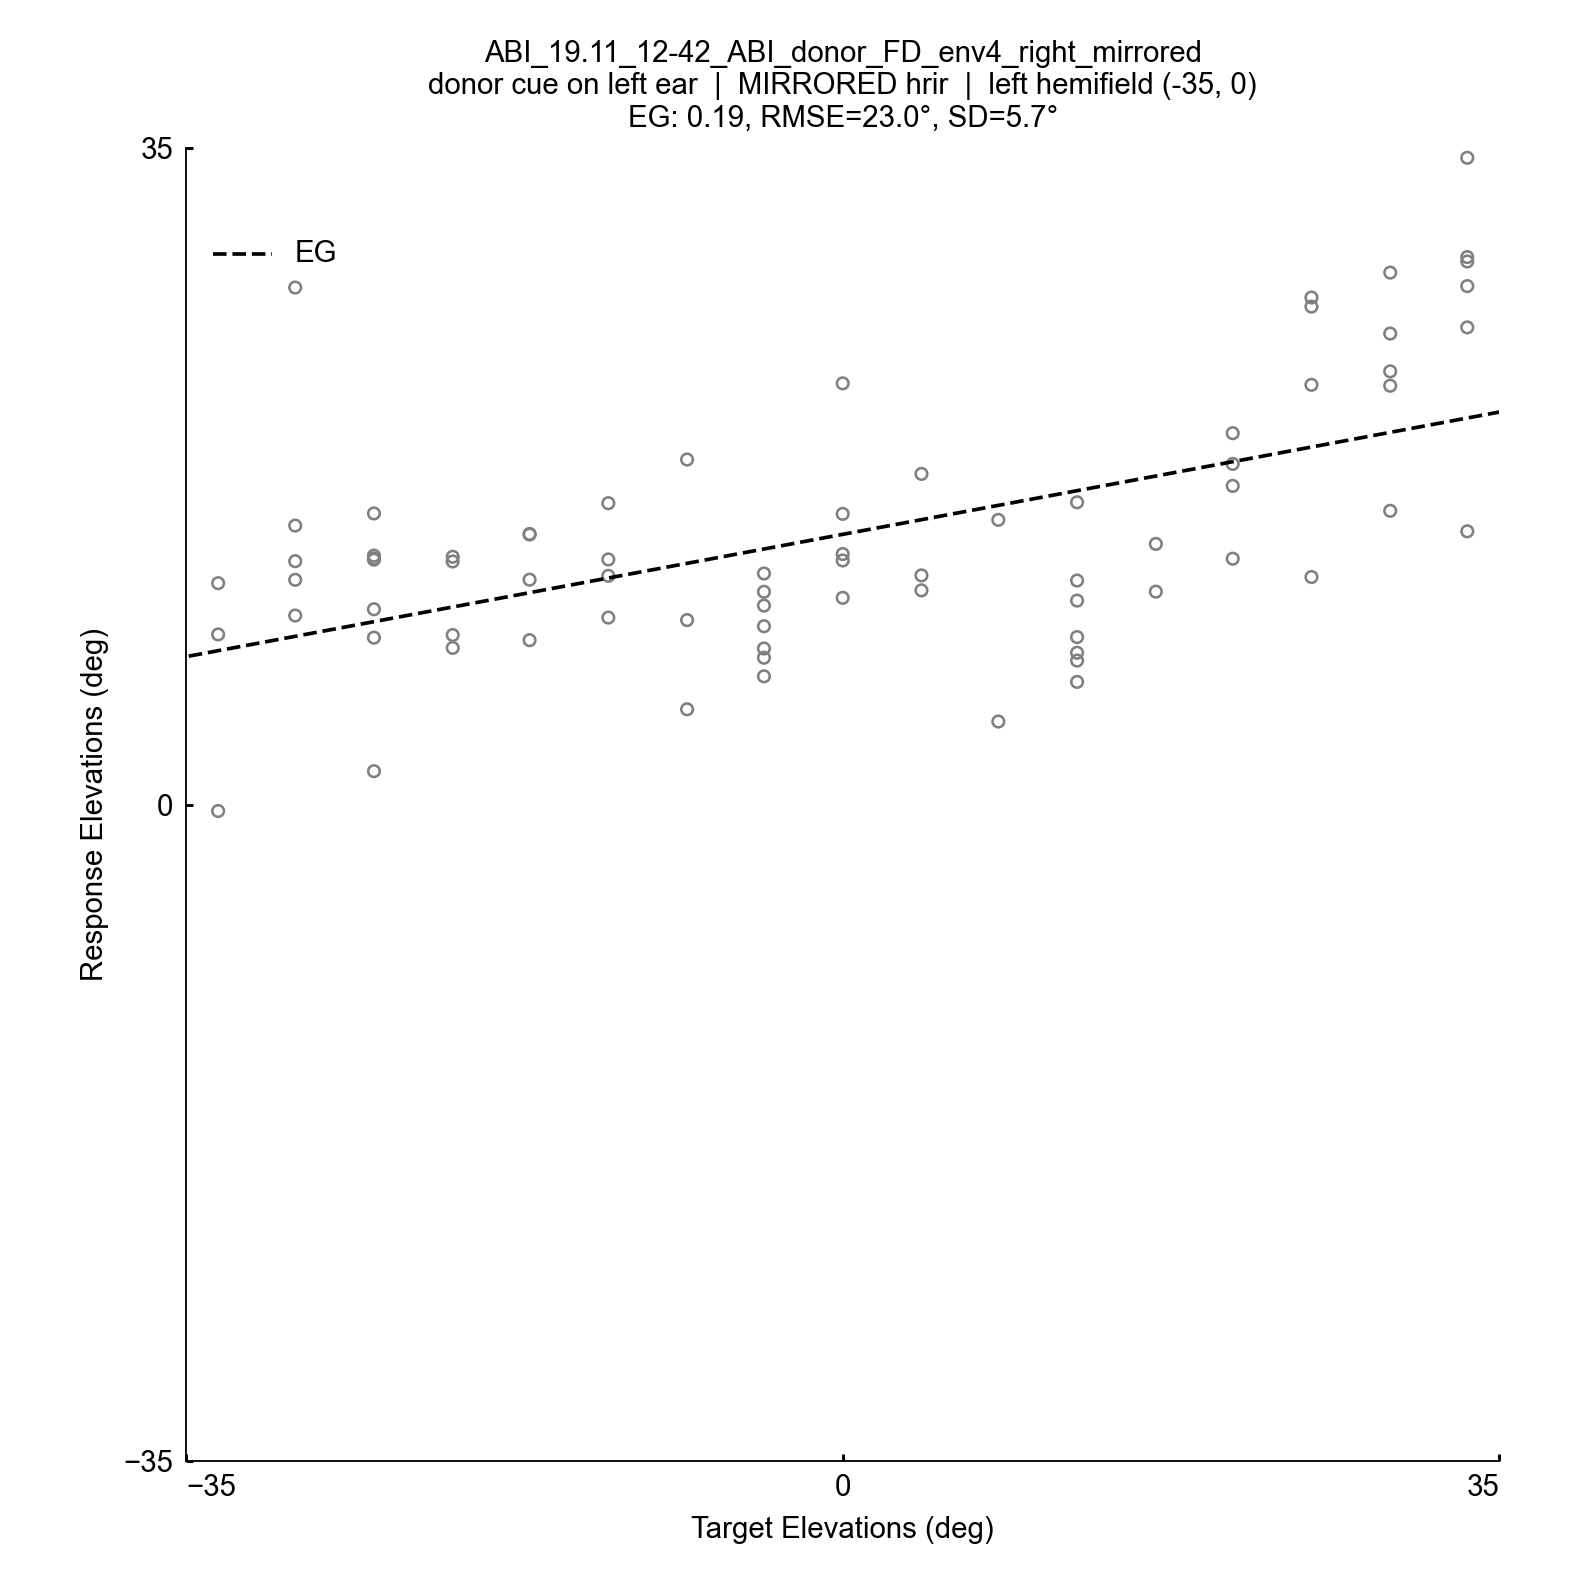 ABI_19.11_12-42_ABI_donor_FD_env4_right_mirrored
donor cue on left ear | MIRRORED hrir | left hemifield (-35, 0)
EG: 0.19, RMSE=23.0°, SD=5.7°
35
EG
Response Elevations (deg)
0
−35
−35
0
35
Target Elevations (deg)